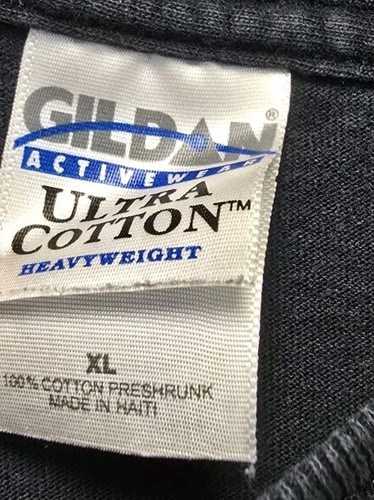 GILDAN®
ACTIVEWEAR
ULTRA
COTTON™
HEAVYWEIGHT
XL
100% COTTON PRESHRUNK
MADE IN HAITI